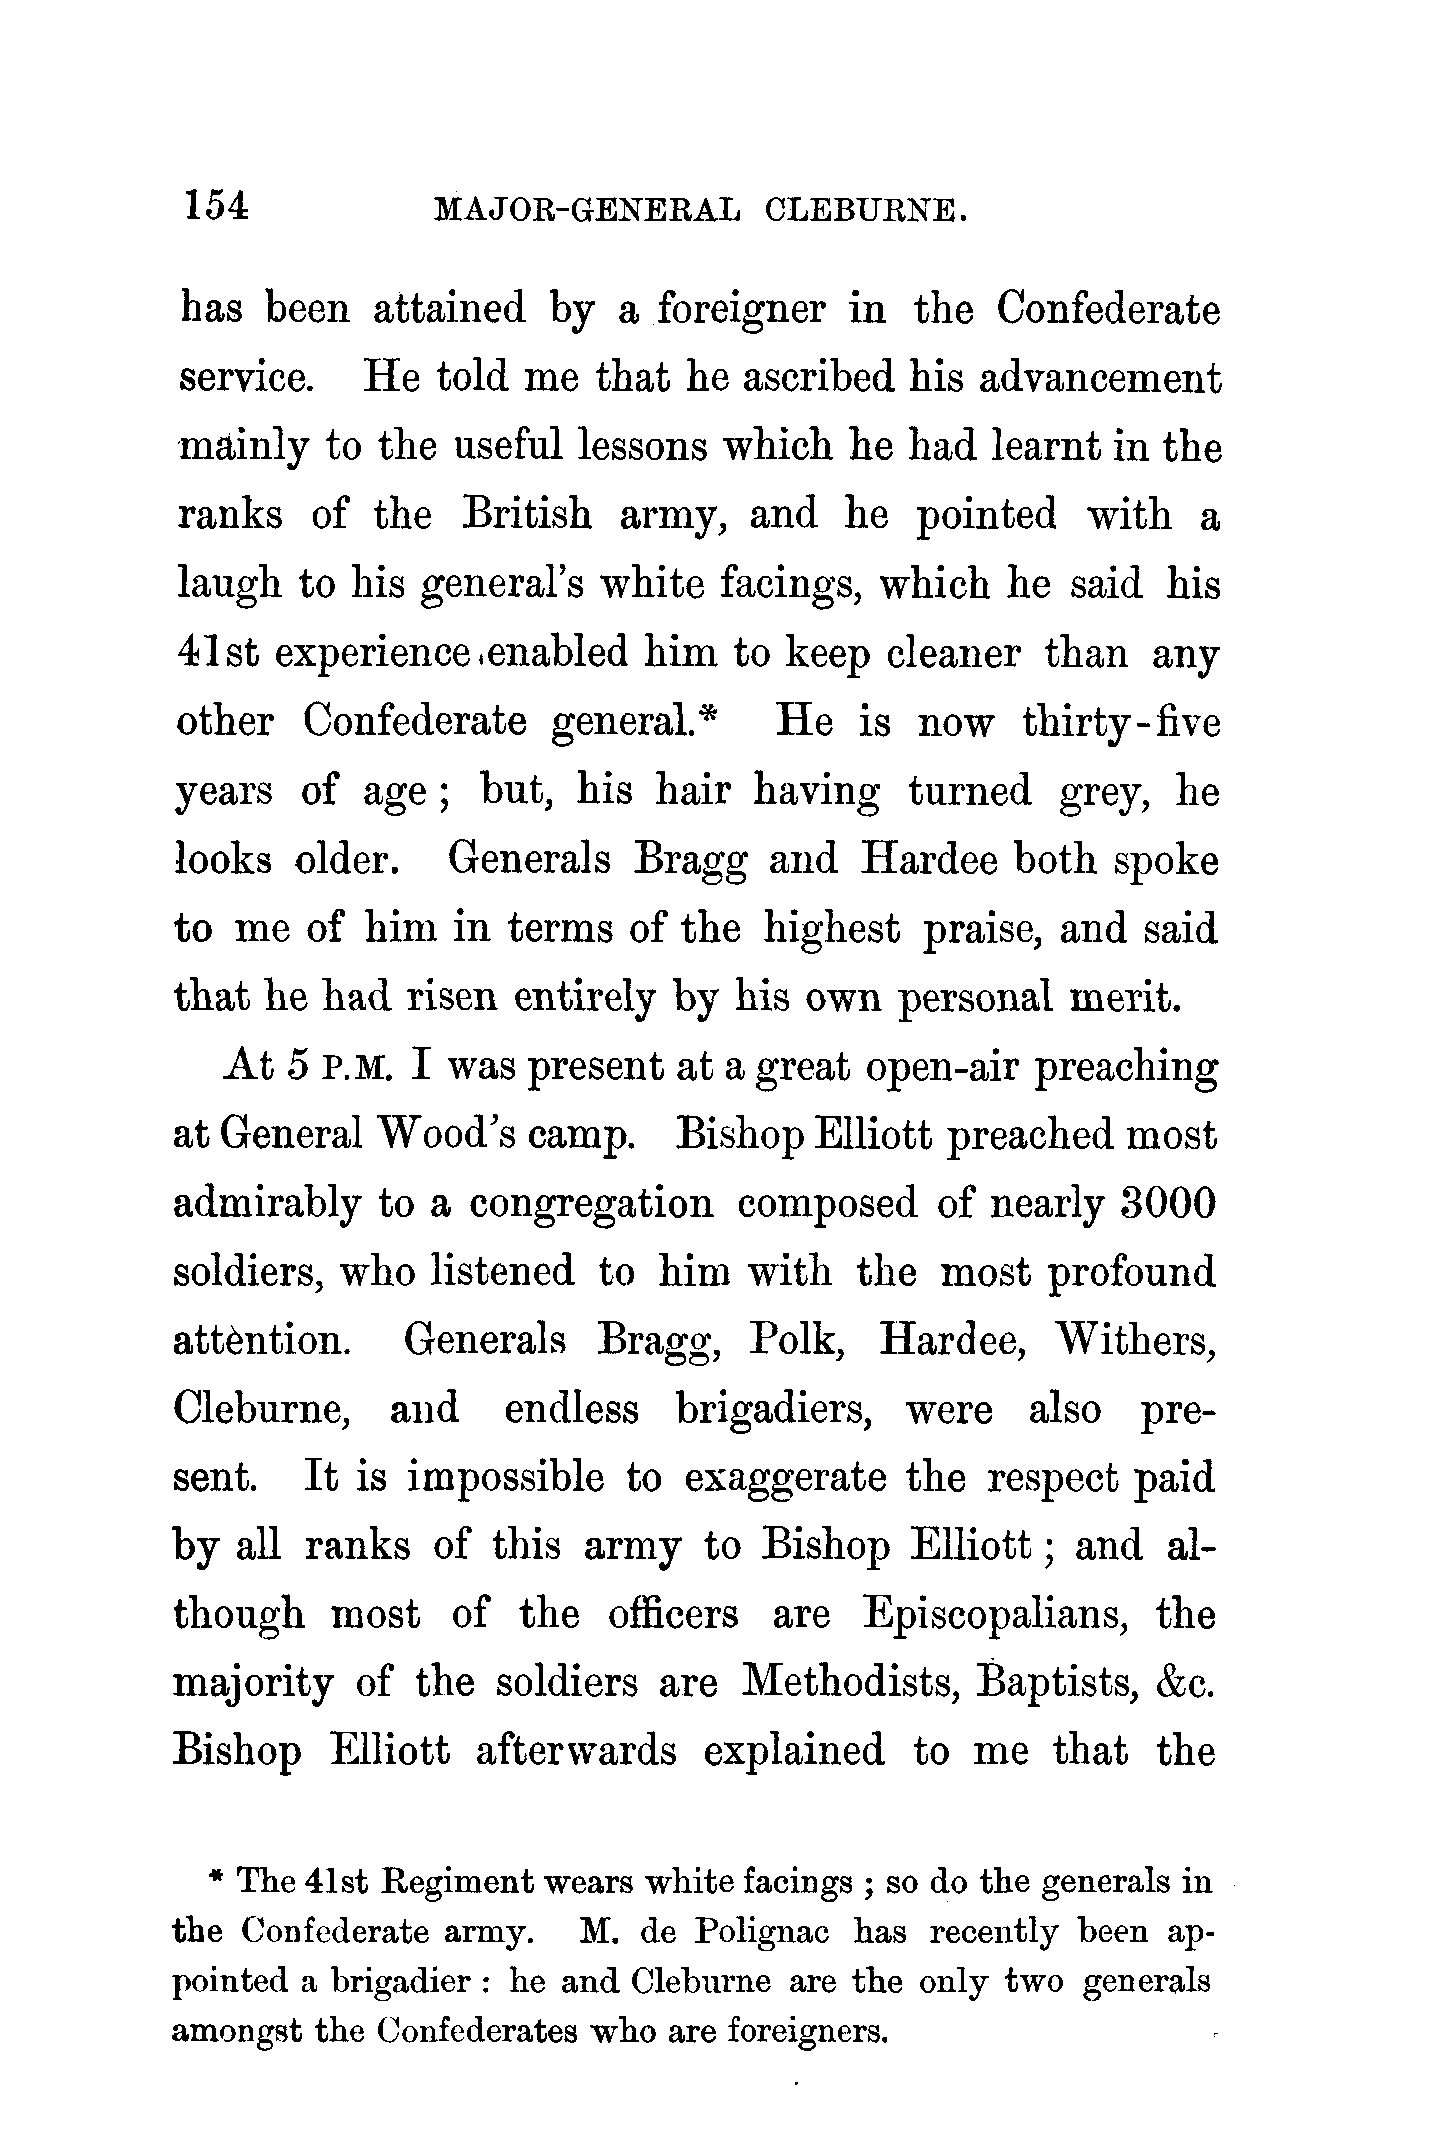 154 MAJOR-GENERAL CLEBURNE.
has been attained by a foreigner in the Confederate
service. He told me that he ascribed his advancement
mainly to the useful lessons which he had learnt in the
ranks of the British army, and he pointed with a
laugh to his general's white facings, which he said his
41st experience enabled him to keep cleaner than any
other Confederate general.* He is now thirty-five
years of age ; but, his hair having turned grey, he
looks older. Generals Bragg and Hardee both spoke
to me of him in terms of the highest praise, and said
that he had risen entirely by his own personal merit.
At 5 P.M. I was present at a great open-air preaching
at General Wood's camp. Bishop Elliott preached most
admirably to a congregation composed of nearly 3000
soldiers, who listened to him with the most profound
attention. Generals Bragg, Polk, Hardee, Withers,
Cleburne, and endless brigadiers, were also pre-
sent. It is impossible to exaggerate the respect paid
by all ranks of this army to Bishop Elliott ; and al-
though most of the officers are Episcopalians, the
majority of the soldiers are Methodists, Baptists, &c.
Bishop Elliott afterwards explained to me that the
* The 41st Regiment wears white facings ; so do the generals in
the Confederate army. M. de Polignac has recently been ap-
pointed a brigadier : he and Cleburne are the only two generals
amongst the Confederates who are foreigners.